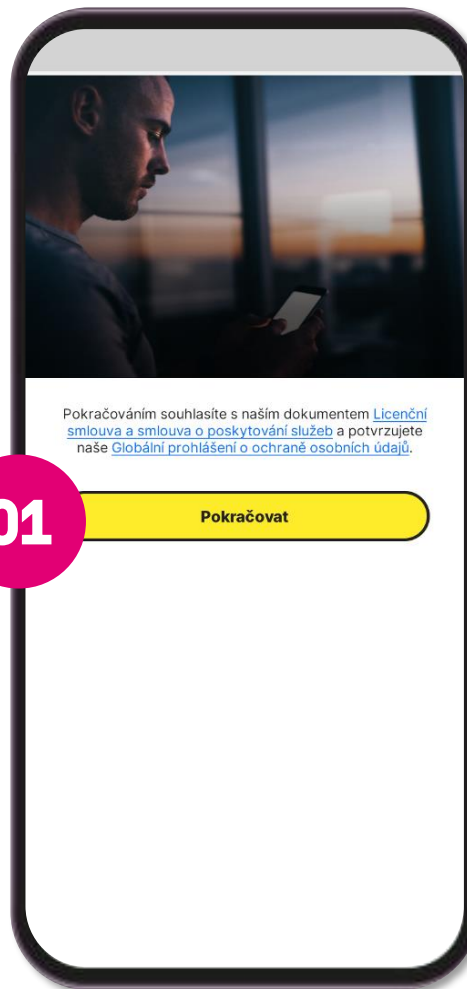 Pokračováním souhlasíte s naším dokumentem Licenční
smlouva a smlouva o poskytování služeb a potvrzujete
naše Globální prohlášení o ochraně osobních údajů.
01
Pokračovat